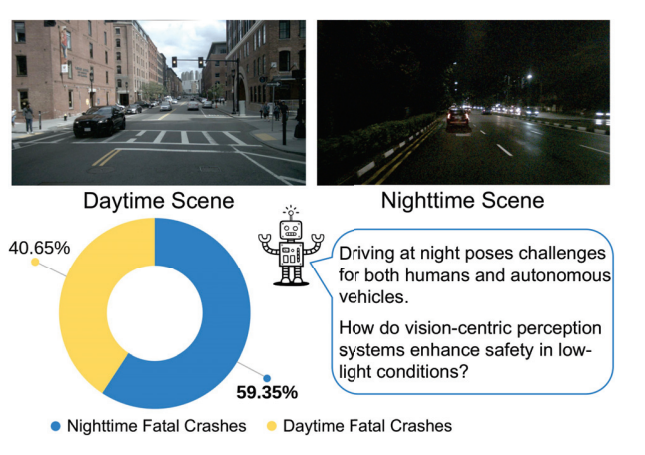 Daytime Scene
Nighttime Scene
40.65%
59.35%
Driving at night poses challenges
for both humans and autonomous
vehicles.
How do vision-centric perception
systems enhance safety in low-
light conditions?
Nighttime Fatal Crashes
Daytime Fatal Crashes